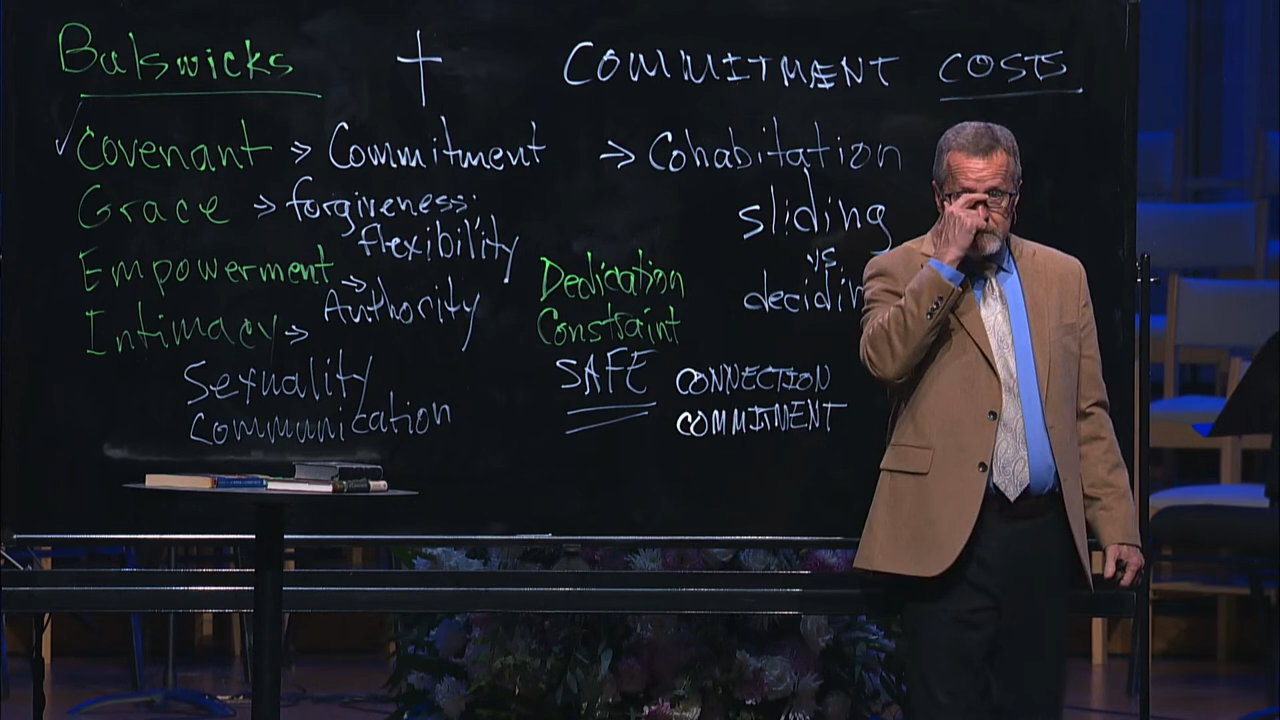 Balswicks
COMMITMENT COSTS
✓ Covenant → Commitment
→ Cohabitation
Grace → forgiveness:
flexibility
sliding
vs
Empowerment →
Authority
Dedication
Constraint
Intimacy →
Sexuality
Communication
SAFE CONNECTION
COMMITMENT